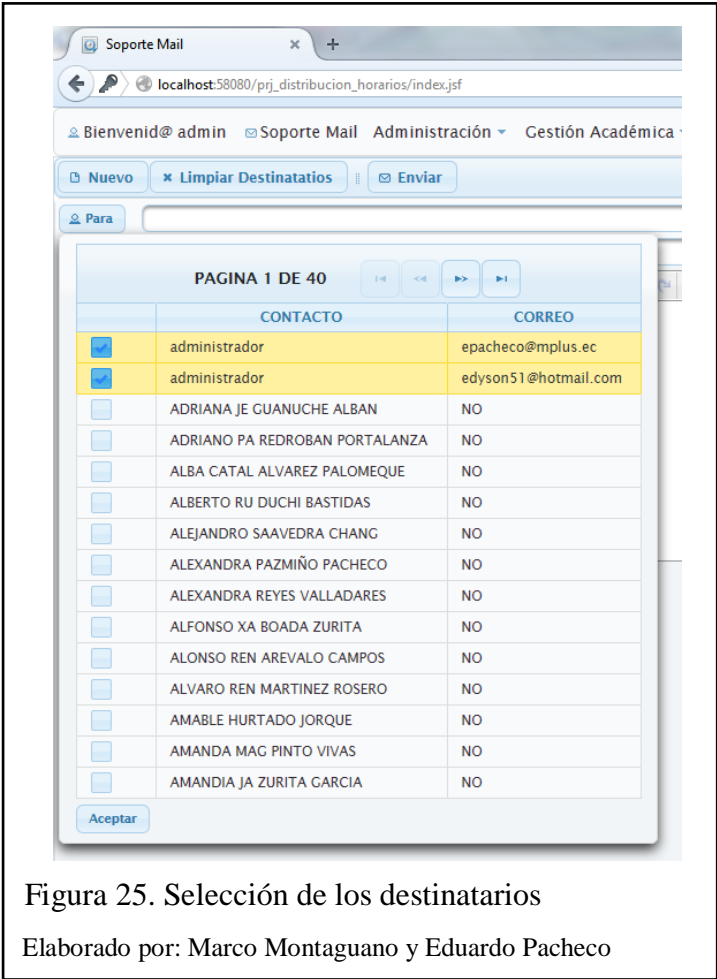 Soporte Mail × +
localhost:58080/prj_distribucion_horarios/index.jsf
Bienvenid@ admin Soporte Mail Administración Gestión Académica
Nuevo Limpiar Destinatatios Enviar
Para
PAGINA 1 DE 40
CONTACTO CORREO
administrador epacheco@mplus.ec
administrador edyson51@hotmail.com
ADRIANA JE GUANUCHE ALBAN NO
ADRIANO PA REDROBAN PORTALANZA NO
ALBA CATAL ALVAREZ PALOMEQUE NO
ALBERTO RU DUCHI BASTIDAS NO
ALEJANDRO SAAVEDRA CHANG NO
ALEXANDRA PAZMIÑO PACHECO NO
ALEXANDRA REYES VALLADARES NO
ALFONSO XA BOADA ZURITA NO
ALONSO REN AREVALO CAMPOS NO
ALVARO REN MARTINEZ ROSERO NO
AMABLE HURTADO JORQUE NO
AMANDA MAG PINTO VIVAS NO
AMANDIA JA ZURITA GARCIA NO
Aceptar
Figura 25. Selección de los destinatarios
Elaborado por: Marco Montaguano y Eduardo Pacheco